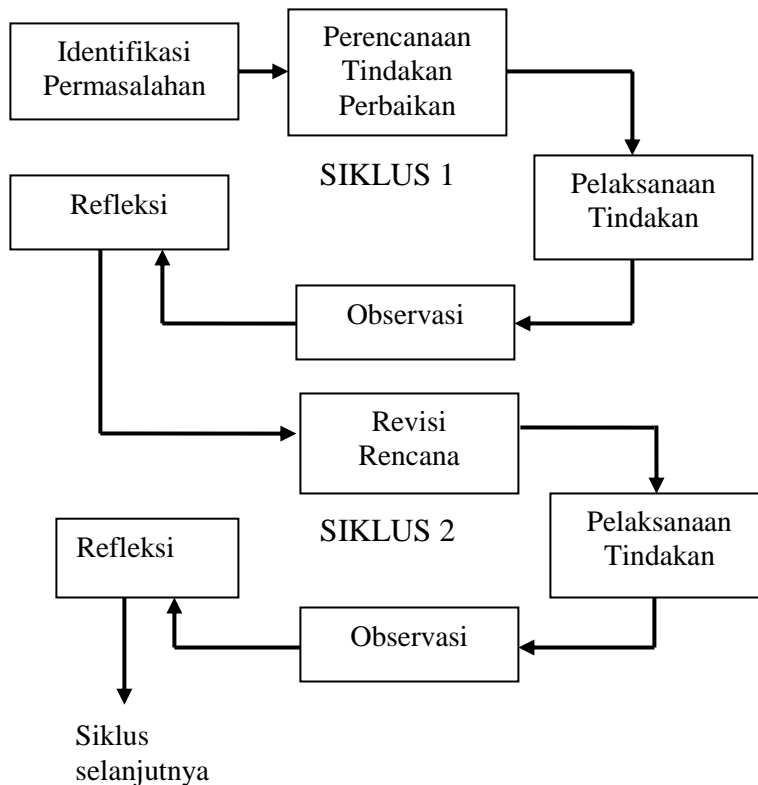 Identifikasi
Permasalahan
Perencanaan
Tindakan
Perbaikan
SIKLUS 1
Pelaksanaan
Tindakan
Refleksi
Observasi
Revisi
Rencana
SIKLUS 2
Pelaksanaan
Tindakan
Refleksi
Observasi
Siklus
selanjutnya